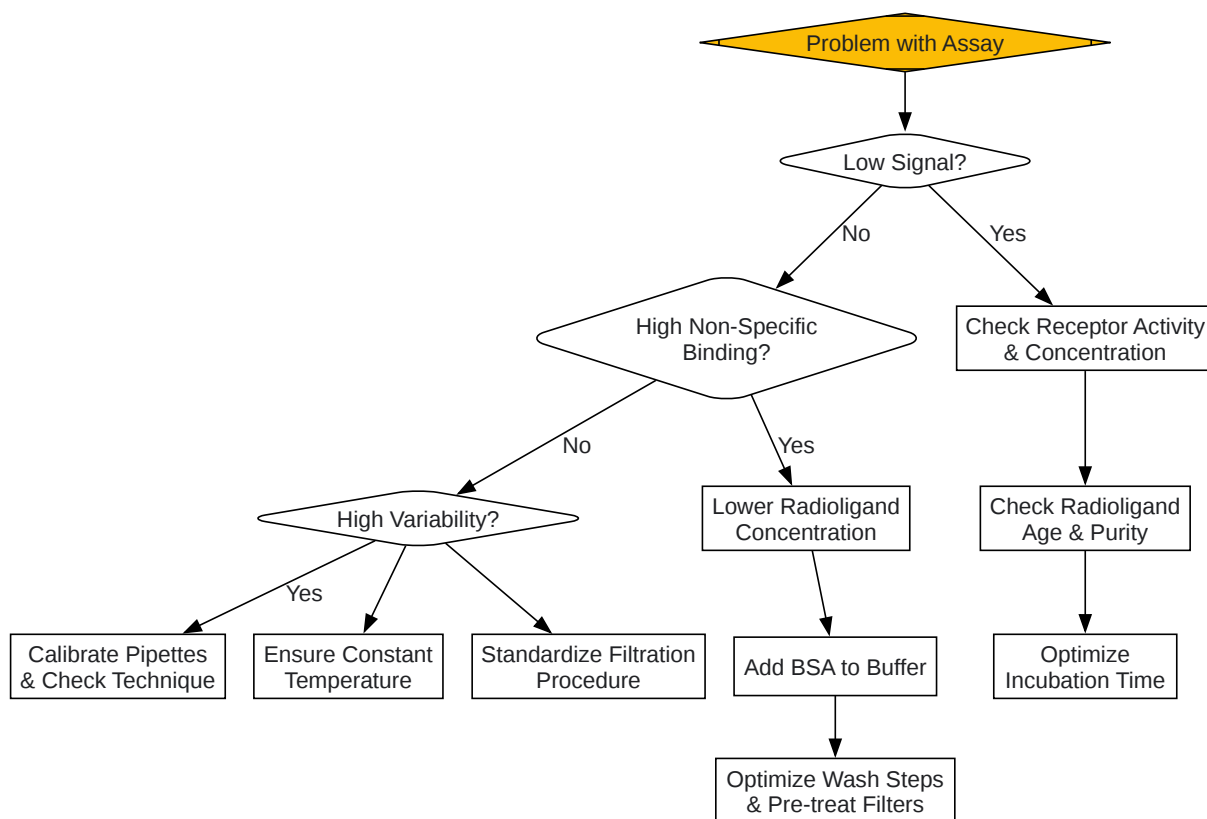 Problem with Assay
Low Signal?
No
Yes
High Non-Specific
Binding?
Check Receptor Activity
& Concentration
No
Yes
High Variability?
Lower Radioligand
Concentration
Check Radioligand
Age & Purity
Yes
Calibrate Pipettes
& Check Technique
Ensure Constant
Temperature
Standardize Filtration
Procedure
Add BSA to Buffer
Optimize
Incubation Time
Optimize Wash Steps
& Pre-treat Filters